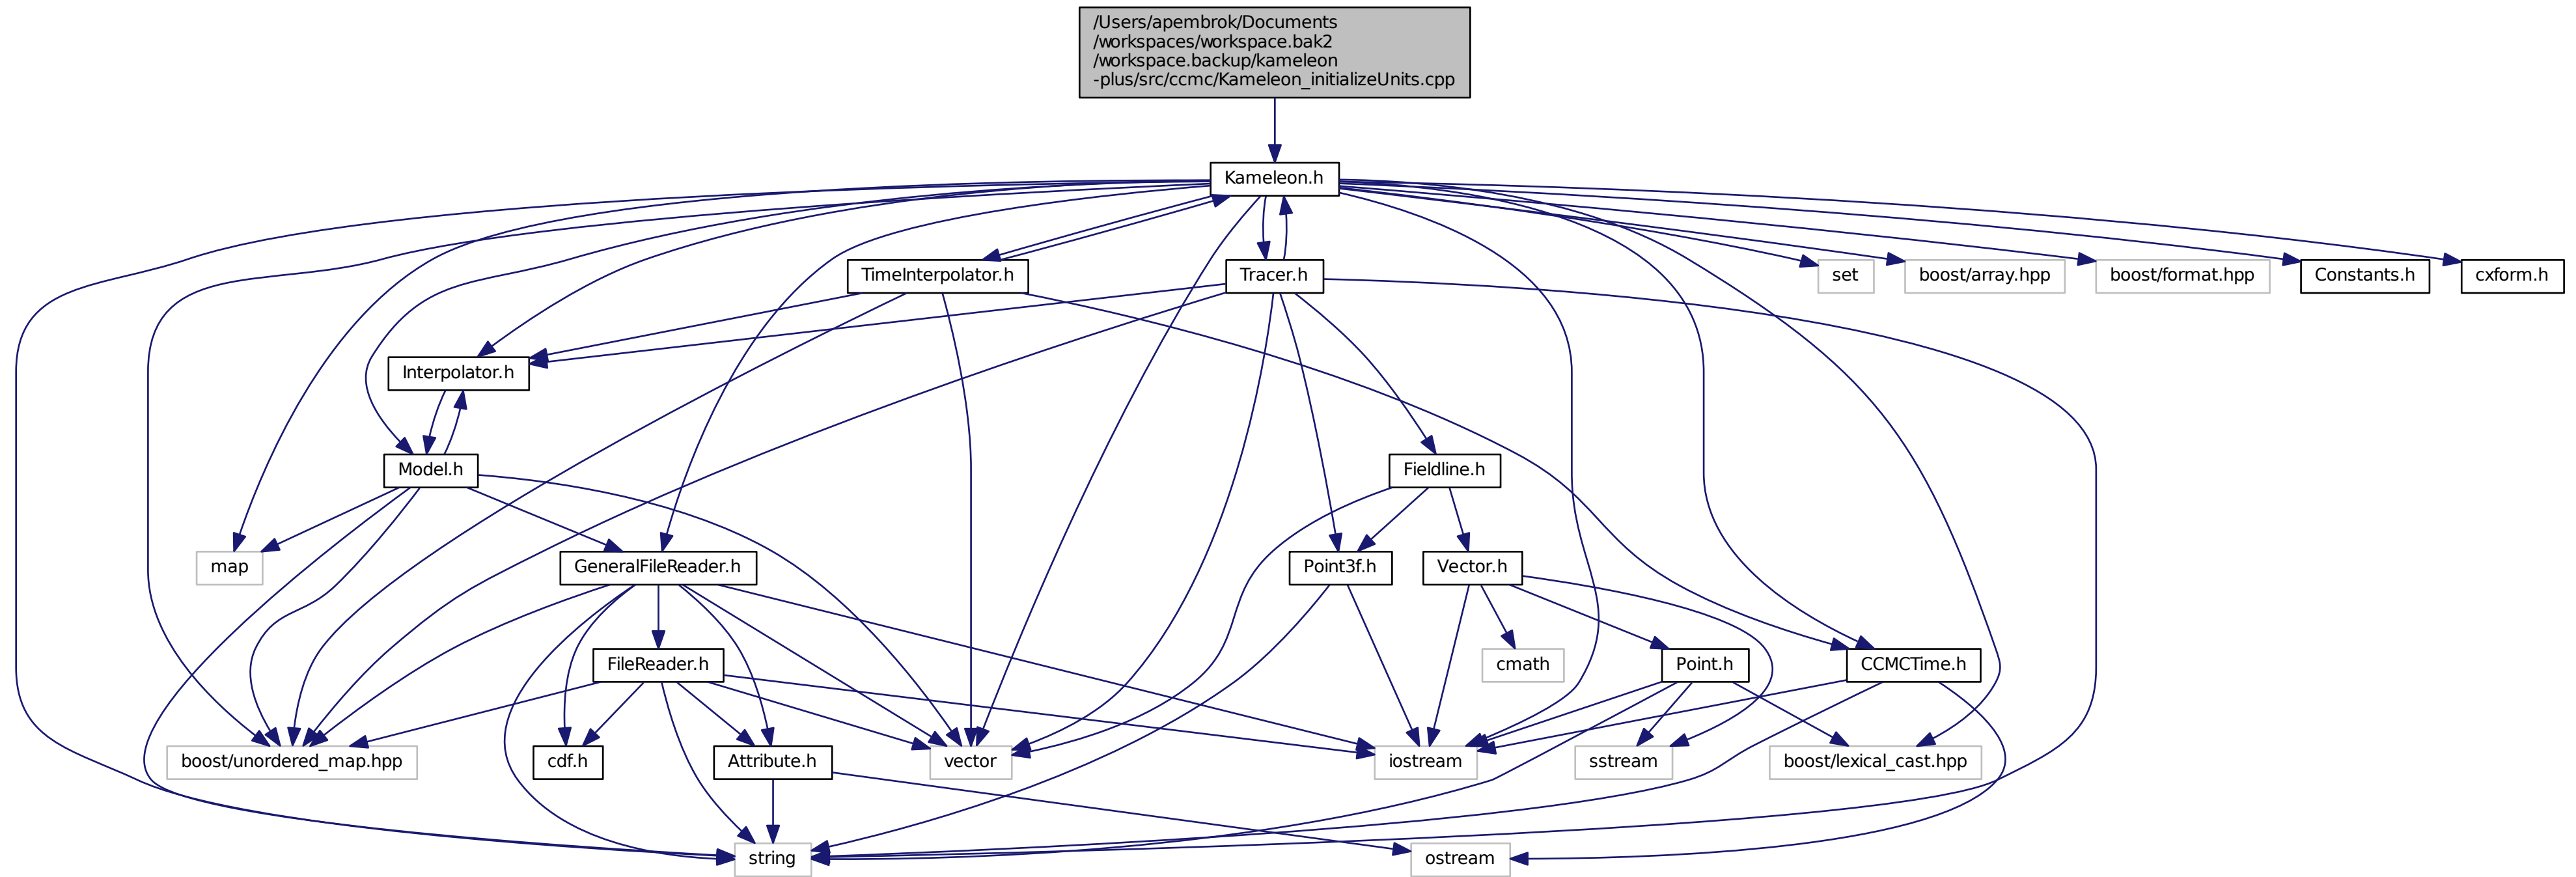 /Users/apembrok/Documents
/workspaces/workspace.bak2
/workspace.backup/kameleon
-plus/src/ccmc/Kameleon_initializeUnits.cpp
Kameleon.h
TimeInterpolator.h
Tracer.h
set
boost/array.hpp
boost/format.hpp
Constants.h
cxform.h
Interpolator.h
Model.h
Fieldline.h
map
GeneralFileReader.h
Point3f.h
Vector.h
FileReader.h
cmath
Point.h
CCMCTime.h
boost/unordered_map.hpp
cdf.h
Attribute.h
vector
iostream
sstream
boost/lexical_cast.hpp
string
ostream